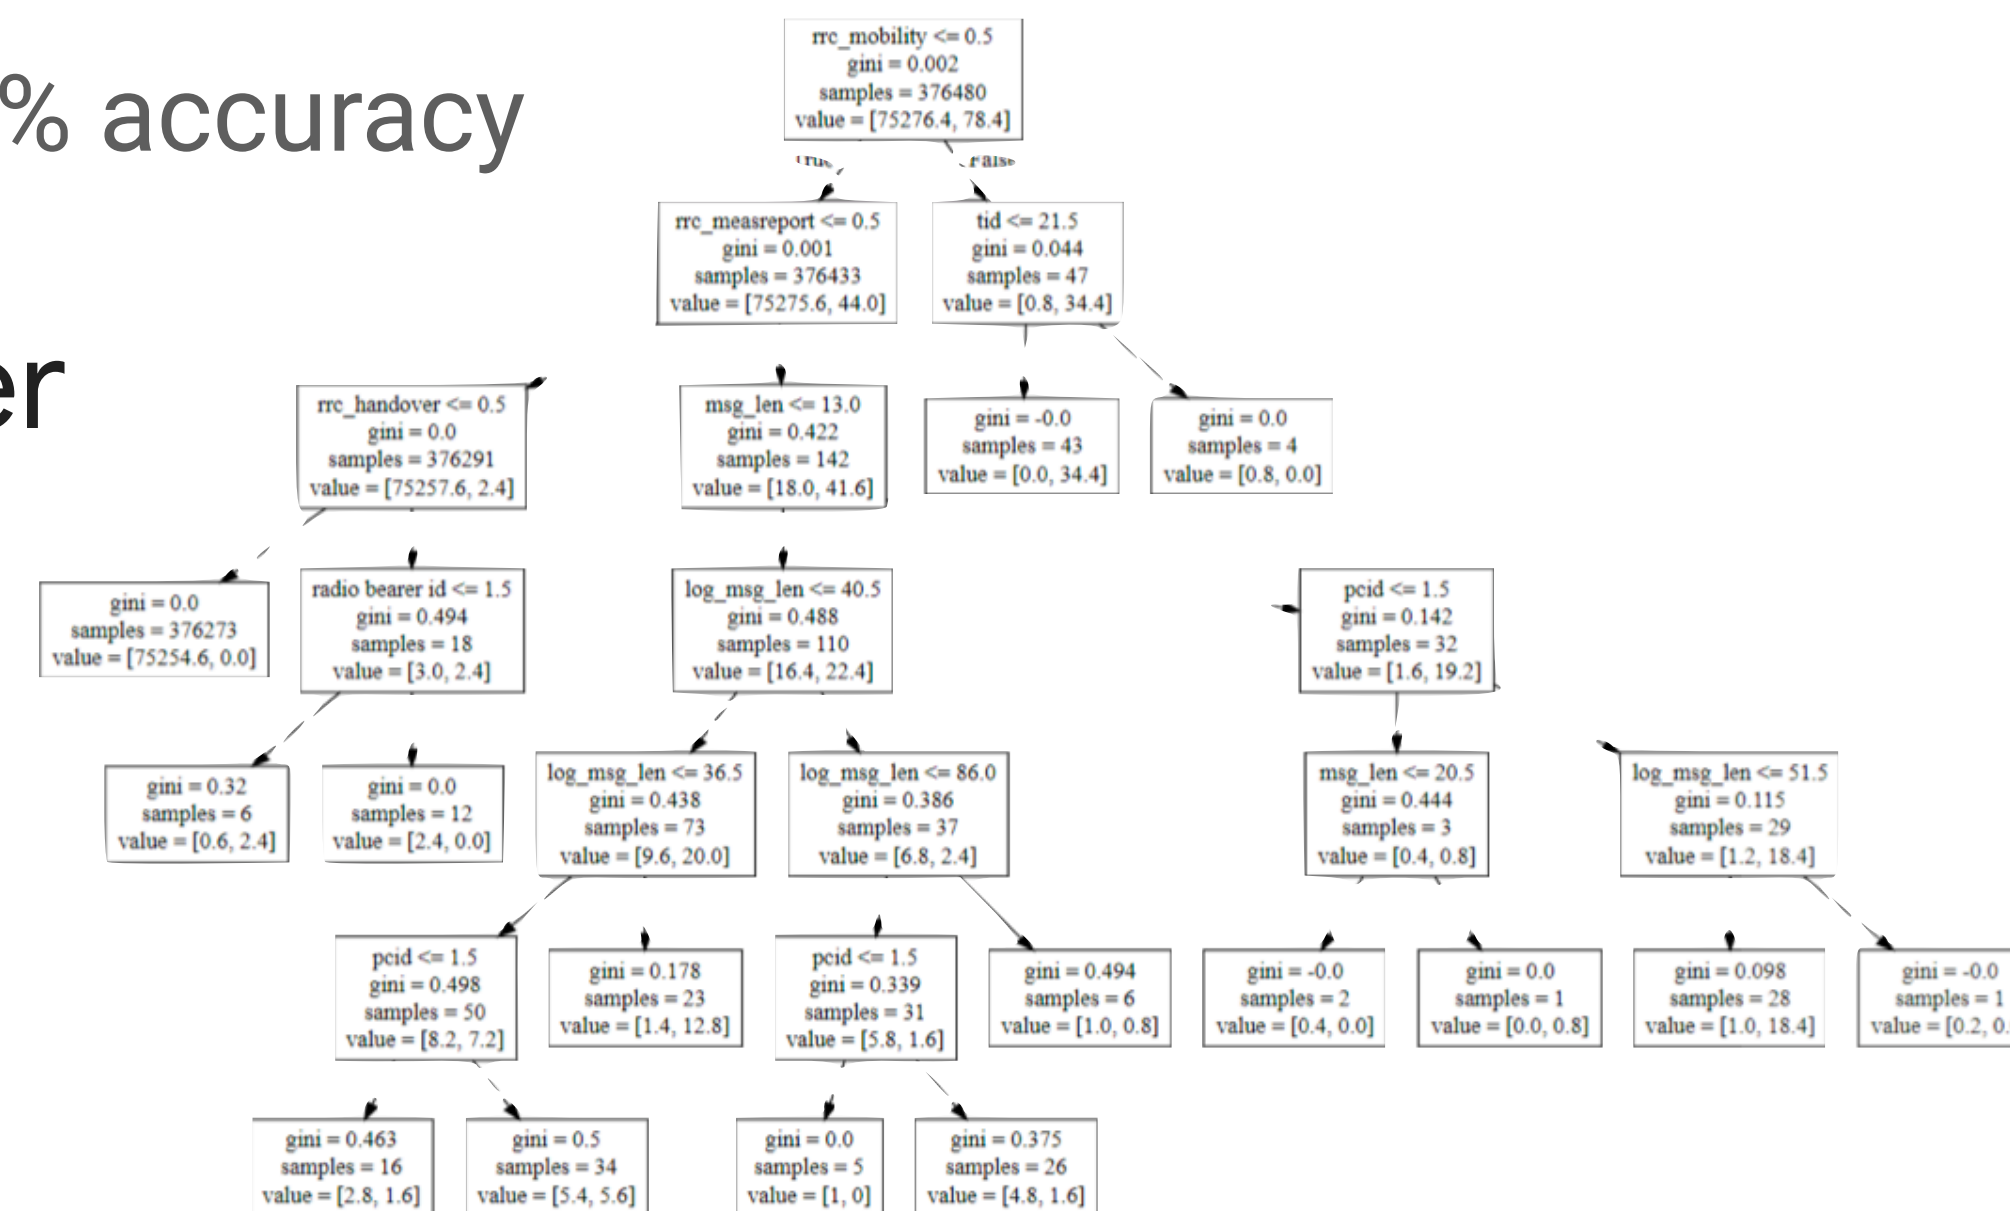 % accuracy
er
rrc_mobility <= 0.5
gini = 0.002
samples = 376480
value = [75276.4, 78.4]
rrc_measreport <= 0.5
gini = 0.001
samples = 376433
value = [75275.6, 44.0]
tid <= 21.5
gini = 0.044
samples = 47
value = [0.8, 34.4]
rrc_handover <= 0.5
gini = 0.0
samples = 376291
value = [75257.6, 2.4]
msg_len <= 13.0
gini = 0.422
samples = 142
value = [18.0, 41.6]
gini = -0.0
samples = 43
value = [0.0, 34.4]
gini = 0.0
samples = 4
value = [0.8, 0.0]
gini = 0.0
samples = 376273
value = [75254.6, 0.0]
radio bearer id <= 1.5
gini = 0.494
samples = 18
value = [3.0, 2.4]
log_msg_len <= 40.5
gini = 0.488
samples = 110
value = [16.4, 22.4]
pcid <= 1.5
gini = 0.142
samples = 32
value = [1.6, 19.2]
gini = 0.32
samples = 6
value = [0.6, 2.4]
gini = 0.0
samples = 12
value = [2.4, 0.0]
log_msg_len <= 36.5
gini = 0.438
samples = 73
value = [9.6, 20.0]
log_msg_len <= 86.0
gini = 0.386
samples = 37
value = [6.8, 2.4]
msg_len <= 20.5
gini = 0.444
samples = 3
value = [0.4, 0.8]
log_msg_len <= 51.5
gini = 0.115
samples = 29
value = [1.2, 18.4]
pcid <= 1.5
gini = 0.498
samples = 50
value = [8.2, 7.2]
gini = 0.178
samples = 23
value = [1.4, 12.8]
pcid <= 1.5
gini = 0.339
samples = 31
value = [5.8, 1.6]
gini = 0.494
samples = 6
value = [1.0, 0.8]
gini = -0.0
samples = 2
value = [0.4, 0.0]
gini = 0.0
samples = 1
value = [0.0, 0.8]
gini = 0.098
samples = 28
value = [1.0, 18.4]
gini = -0.0
samples = 1
value = [0.2, 0.
gini = 0.463
samples = 16
value = [2.8, 1.6]
gini = 0.5
samples = 34
value = [5.4, 5.6]
gini = 0.0
samples = 5
value = [1, 0]
gini = 0.375
samples = 26
value = [4.8, 1.6]